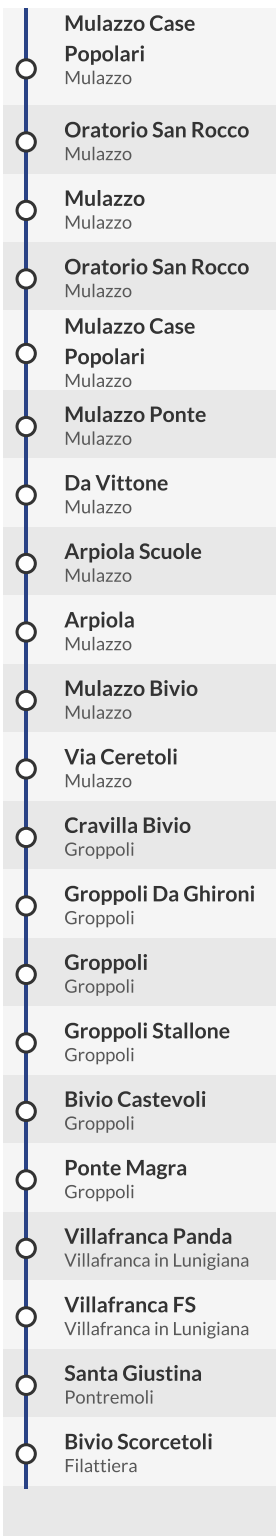 Mulazzo Case
Popolari
Mulazzo
Oratorio San Rocco
Mulazzo
Mulazzo
Mulazzo
Oratorio San Rocco
Mulazzo
Mulazzo Case
Popolari
Mulazzo
Mulazzo Ponte
Mulazzo
Da Vittone
Mulazzo
Arpiola Scuole
Mulazzo
Arpiola
Mulazzo
Mulazzo Bivio
Mulazzo
Via Ceretoli
Mulazzo
Cravilla Bivio
Groppoli
Groppoli Da Ghironi
Groppoli
Groppoli
Groppoli
Groppoli Stallone
Groppoli
Bivio Castevoli
Groppoli
Ponte Magra
Groppoli
Villafranca Panda
Villafranca in Lunigiana
Villafranca FS
Villafranca in Lunigiana
Santa Giustina
Pontremoli
Bivio Scorcetoli
Filattiera